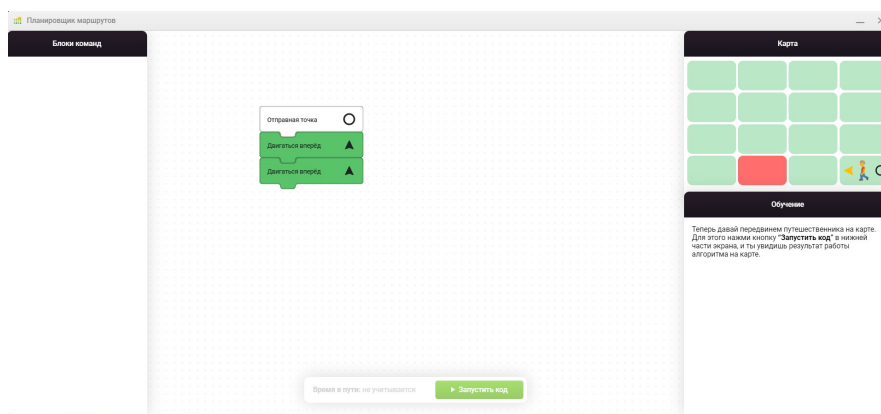 Планировщик маршрутов
Блоки команд
Отправная точка
Двигаться вперёд
Двигаться вперёд
Время в пути: не учитывается
Запустить код
Карта
Обучение
Теперь давай передвинем путешественника на карте.
Для этого нажми кнопку "Запустить код" в нижней
части экрана, и ты увидишь результат работы
алгоритма на карте.